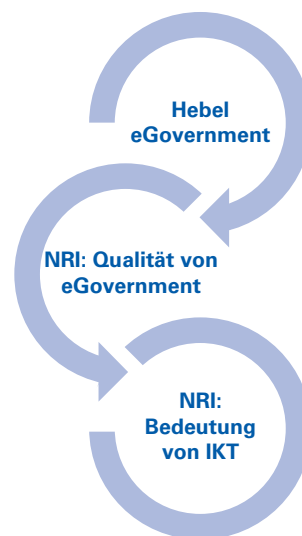 Hebel
eGovernment
NRI: Qualität von
eGovernment
NRI:
Bedeutung
von IKT